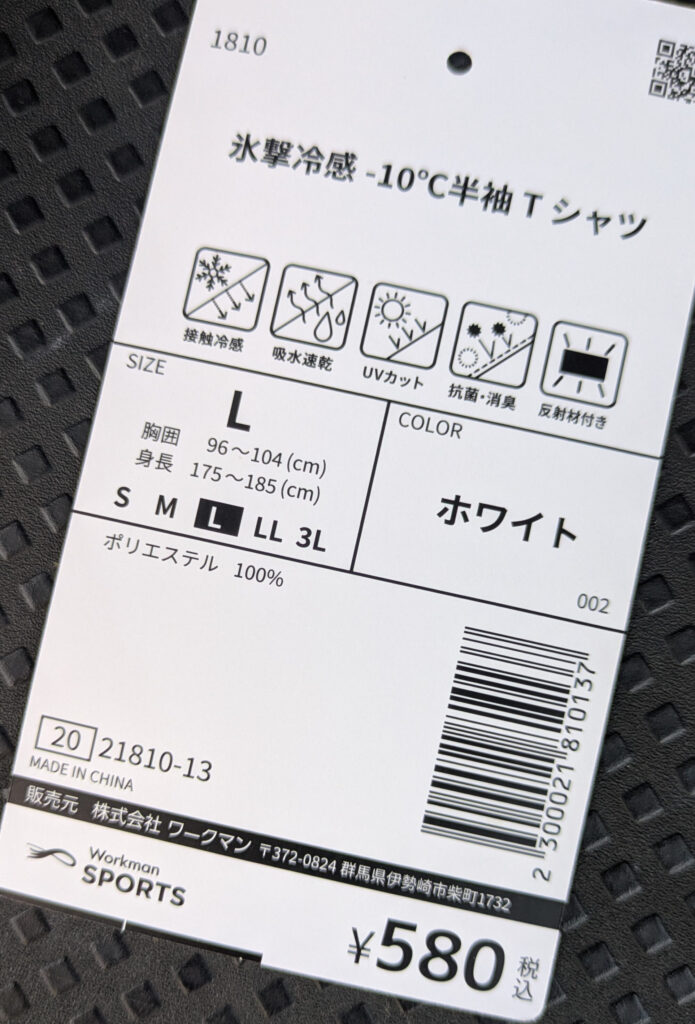 1810
氷撃冷感 -10℃半袖 T シャツ
接触冷感
吸水速乾
UVカット
抗菌・消臭
反射材付き
SIZE
L
胸囲 96～104 (cm)
身長 175～185 (cm)
S M L LL 3L
COLOR
ホワイト
002
ポリエステル 100%
2 300021 810137
20 21810-13
MADE IN CHINA
販売元 株式会社 ワークマン 〒372-0824 群馬県伊勢崎市柴町1732
Workman
SPORTS
¥580 税込